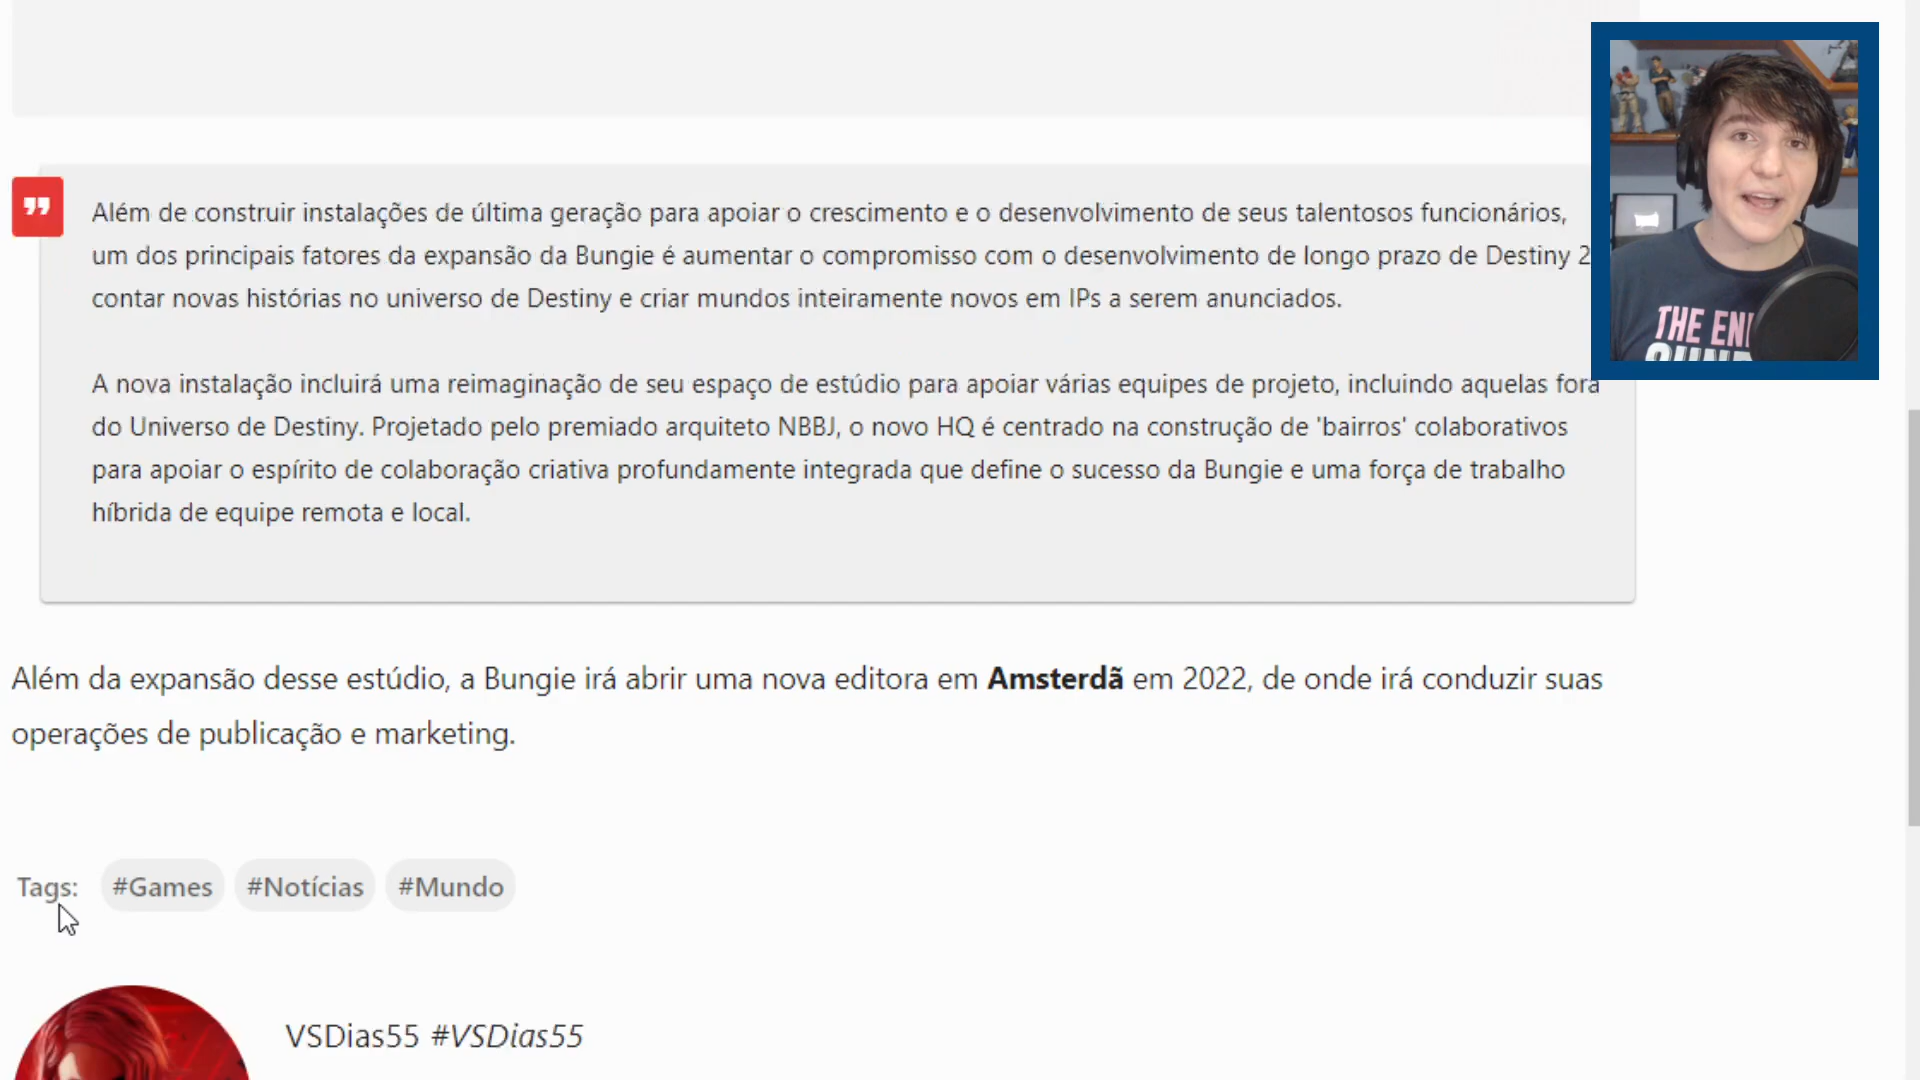 Além de construir instalações de última geração para apoiar o crescimento e o desenvolvimento de seus talentosos funcionários,
um dos principais fatores da expansão da Bungie é aumentar o compromisso com o desenvolvimento de longo prazo de Destiny 2
contar novas histórias no universo de Destiny e criar mundos inteiramente novos em IPs a serem anunciados.
A nova instalação incluirá uma reimaginação de seu espaço de estúdio para apoiar várias equipes de projeto, incluindo aquelas fora
do Universo de Destiny. Projetado pelo premiado arquiteto NBBJ, o novo HQ é centrado na construção de 'bairros' colaborativos
para apoiar o espírito de colaboração criativa profundamente integrada que define o sucesso da Bungie e uma força de trabalho
híbrida de equipe remota e local.
THE EN
Além da expansão desse estúdio, a Bungie irá abrir uma nova editora em Amsterdã em 2022, de onde irá conduzir suas
operações de publicação e marketing.
Tags: #Games #Notícias #Mundo
VSDias55 #VSDias55